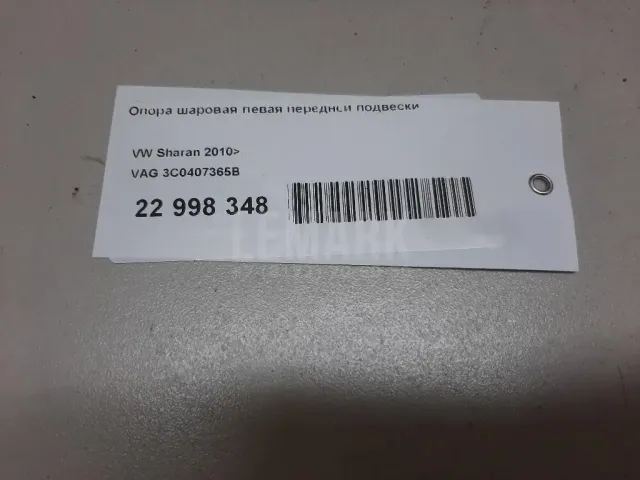 Опора шаровая левая передней подвески
VW Sharan 2010>
VAG 3C0407365B
22 998 348
LEMARK